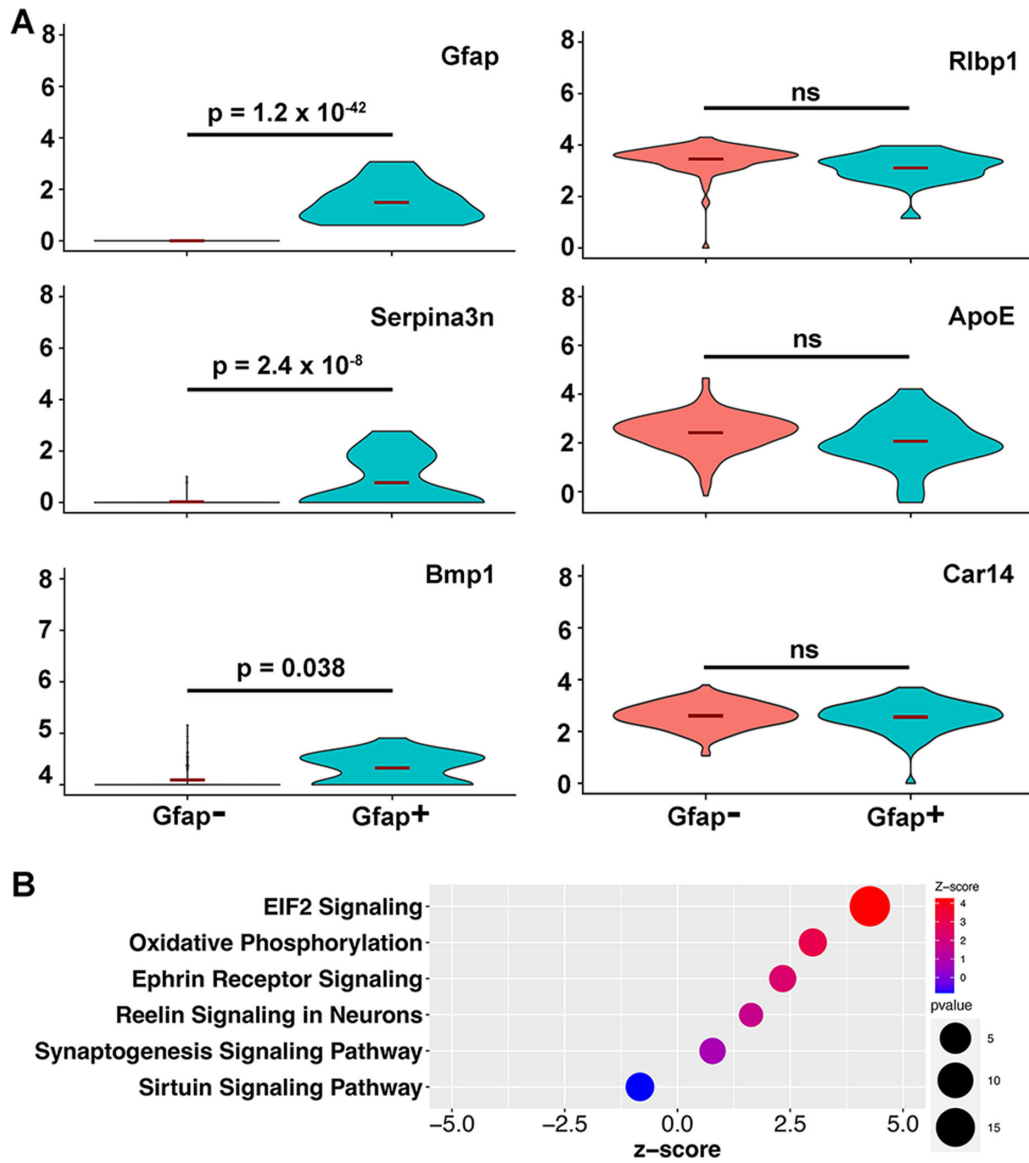 A
Gfap
p = 1.2 x 10-42
8
6
4
2
0
Rlbp1
ns
8
6
4
2
0
Serpina3n
p = 2.4 x 10-8
8
6
4
2
0
ApoE
ns
8
6
4
2
0
Bmp1
p = 0.038
8
7
6
5
4
Gfap- Gfap+
Car14
ns
8
6
4
2
0
Gfap- Gfap+
B
EIF2 Signaling
Oxidative Phosphorylation
Ephrin Receptor Signaling
Reelin Signaling in Neurons
Synaptogenesis Signaling Pathway
Sirtuin Signaling Pathway
−5.0 −2.5 0.0 2.5 5.0
z-score
Z−score
4
3
2
1
0
pvalue
5
10
15